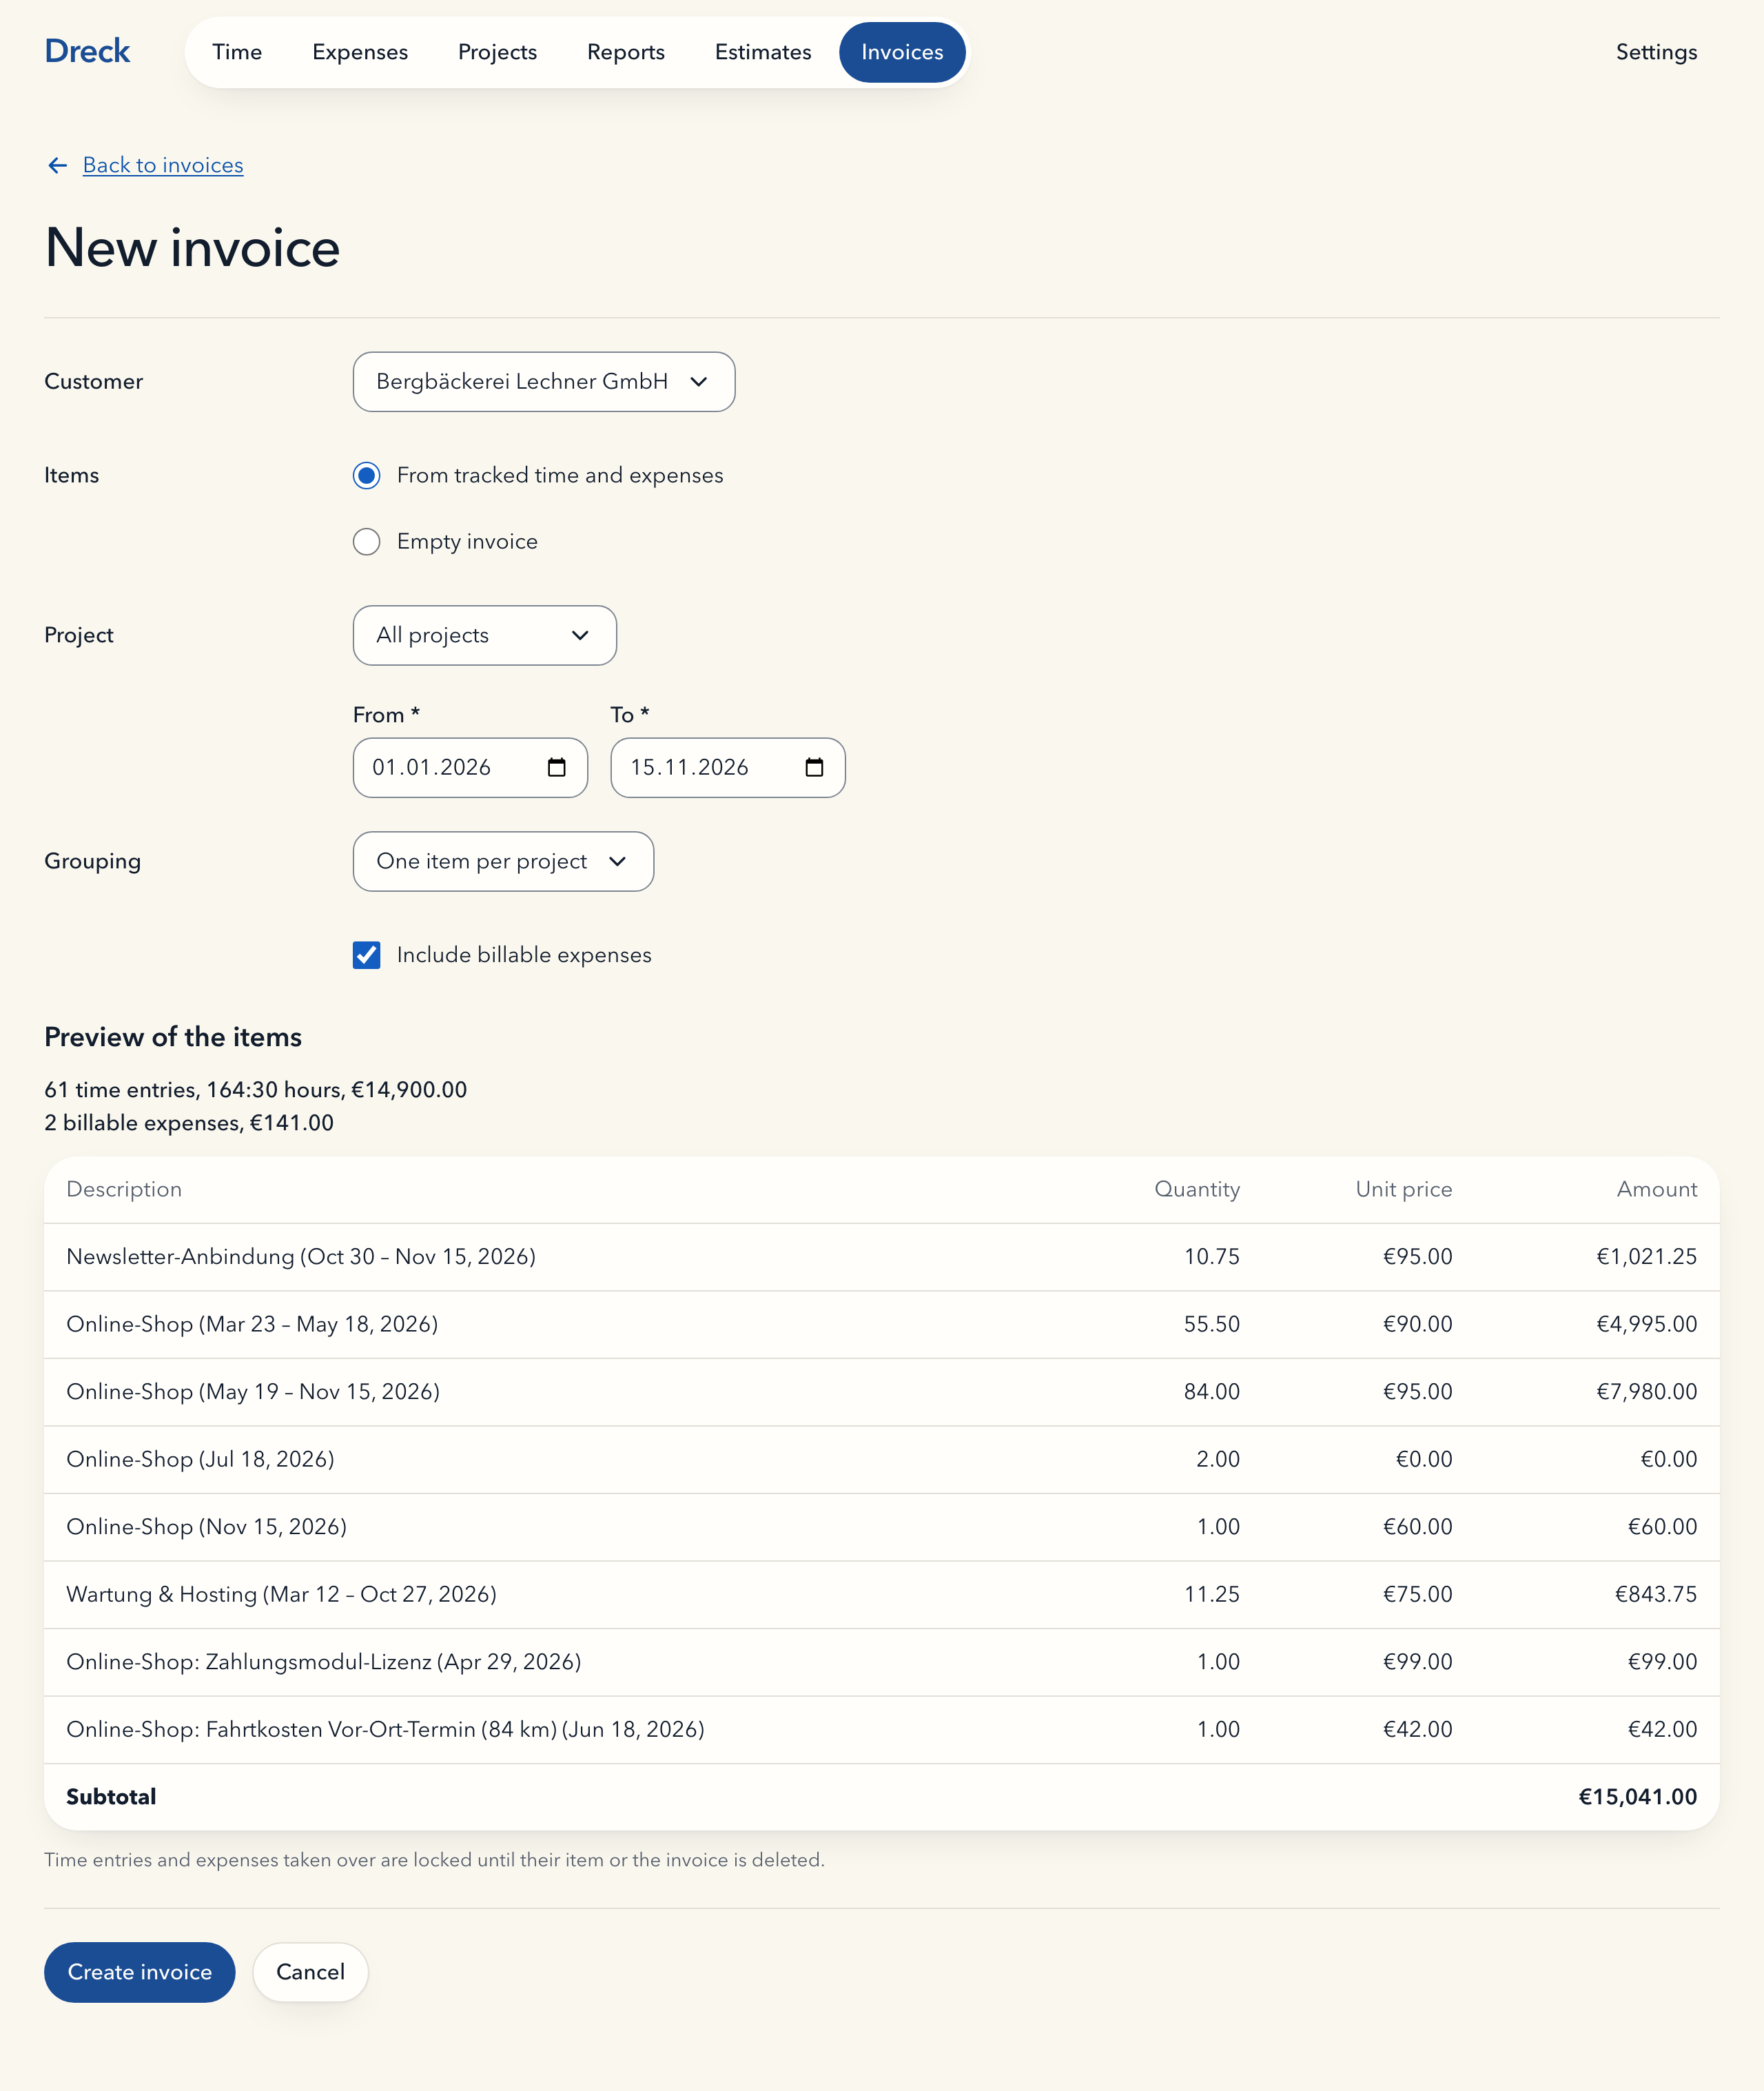 Dreck Time Expenses Projects Reports Estimates Invoices Settings
Back to invoices
New invoice
Customer Bergbäckerei Lechner GmbH
Items From tracked time and expenses
Empty invoice
Project All projects
From * To *
01.01.2026 15.11.2026
Grouping One item per project
Include billable expenses
Preview of the items
61 time entries, 164:30 hours, €14,900.00
2 billable expenses, €141.00
Description Quantity Unit price Amount
Newsletter-Anbindung (Oct 30 – Nov 15, 2026) 10.75 €95.00 €1,021.25
Online-Shop (Mar 23 – May 18, 2026) 55.50 €90.00 €4,995.00
Online-Shop (May 19 – Nov 15, 2026) 84.00 €95.00 €7,980.00
Online-Shop (Jul 18, 2026) 2.00 €0.00 €0.00
Online-Shop (Nov 15, 2026) 1.00 €60.00 €60.00
Wartung & Hosting (Mar 12 – Oct 27, 2026) 11.25 €75.00 €843.75
Online-Shop: Zahlungsmodul-Lizenz (Apr 29, 2026) 1.00 €99.00 €99.00
Online-Shop: Fahrtkosten Vor-Ort-Termin (84 km) (Jun 18, 2026) 1.00 €42.00 €42.00
Subtotal €15,041.00
Time entries and expenses taken over are locked until their item or the invoice is deleted.
Create invoice Cancel